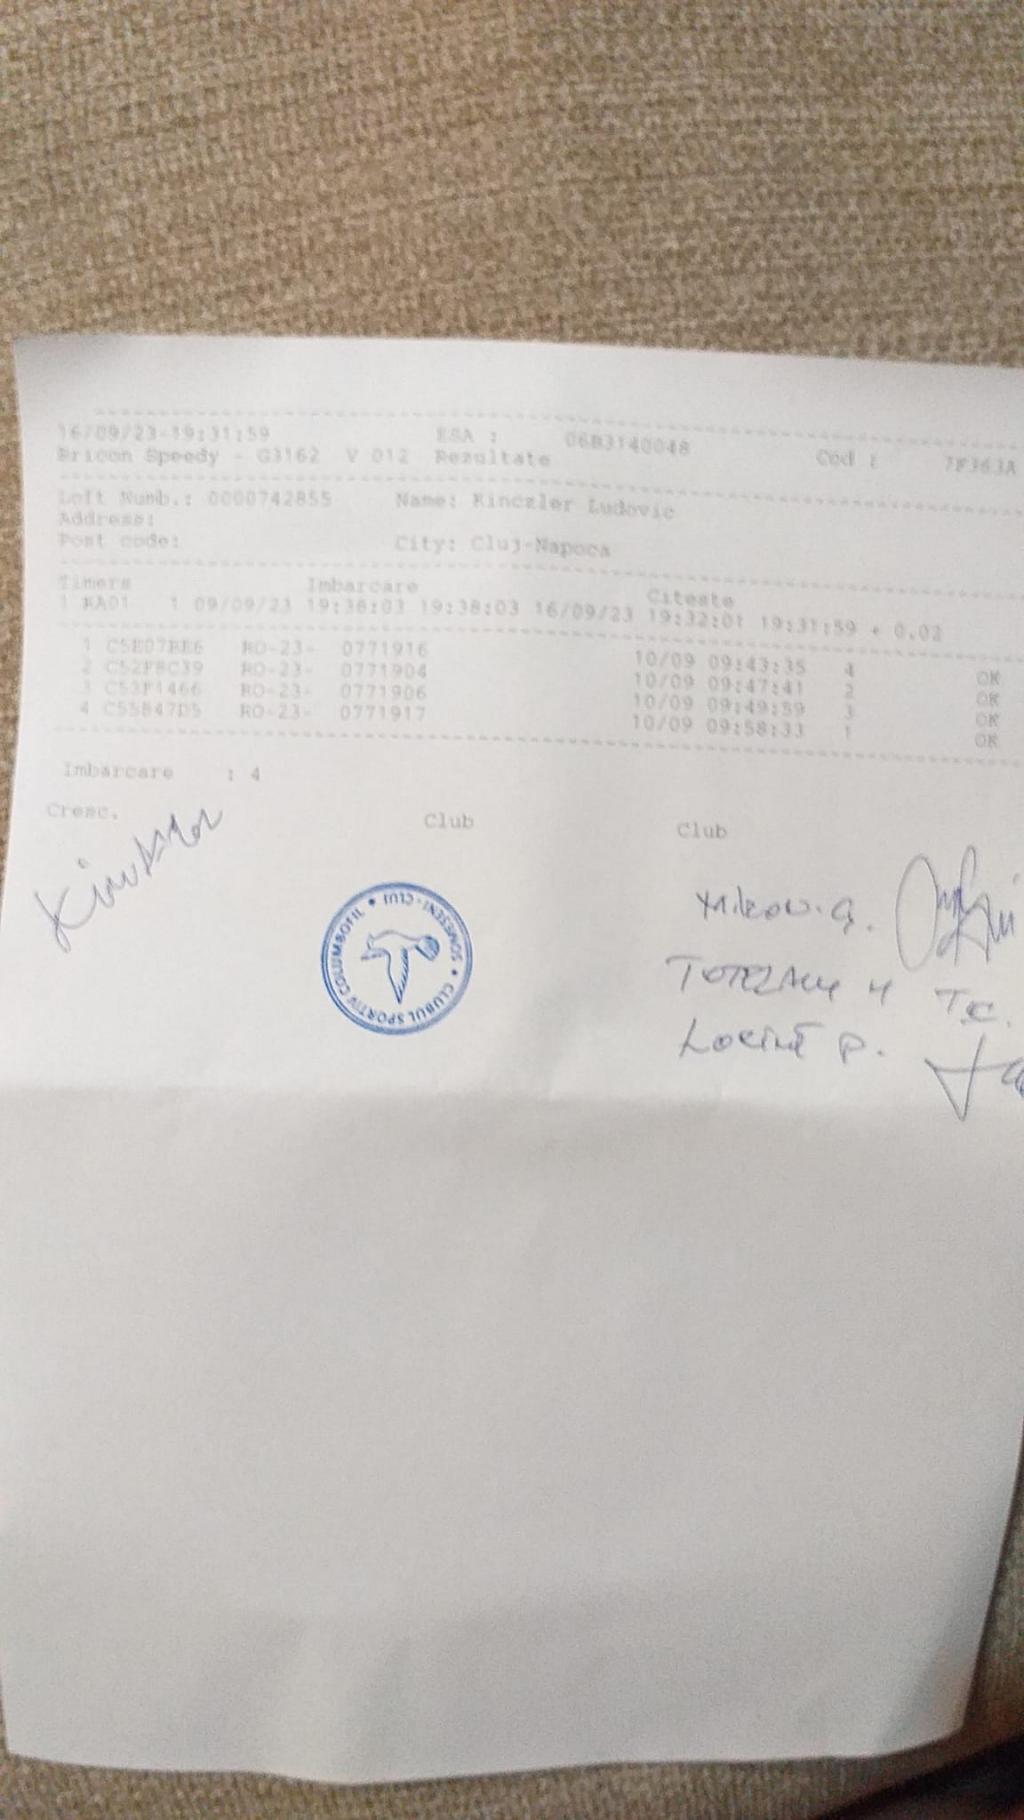 16/09/23-19:31:59 ESA : 06B3140048 Cod : 7F363A
Bricon Speedy - G3162 V 012 Rezultate
Loft Numb.: 0000742855 Name: Kinczler Ludovic
Address:
Post code: City: Cluj-Napoca
Timers Imbarcare Citeste
1 RA01 1 09/09/23 19:38:03 19:38:03 16/09/23 19:32:01 19:31:59 + 0.02
1 C5E07BE6 RO-23- 0771916 10/09 09:43:35 4 OK
2 C52F8C39 RO-23- 0771904 10/09 09:47:41 2 OK
3 C53F1466 RO-23- 0771906 10/09 09:49:59 3 OK
4 C55847D5 RO-23- 0771917 10/09 09:58:33 1 OK
Imbarcare : 4
Cresc. Club Club
CLUBUL SPORTIV COLUMBOFIL • SOMESENI-CLUJ •